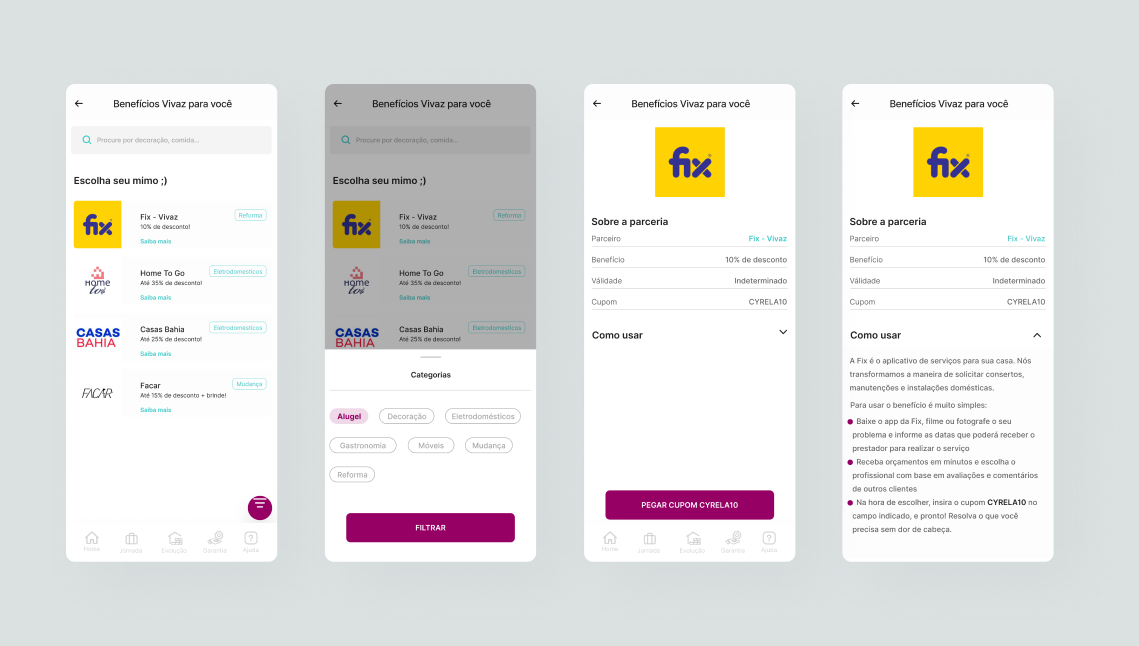 Benefícios Vivaz para você
Procure por decoração, comida...
Escolha seu mimo ;)
fix
Fix - Vivaz
Reforma
10% de desconto!
Saiba mais
Home
Home To Go
Eletrodomesticos
Até 35% de desconto!
Saiba mais
CASAS
BAHIA
Casas Bahia
Eletrodomesticos
Até 25% de desconto!
Saiba mais
FACAR
Facar
Mudança
Até 15% de desconto + brinde!
Saiba mais
Home Jornada Evolução Garantia Ajuda
Benefícios Vivaz para você
Procure por decoração, comida...
Escolha seu mimo ;)
fix
Fix - Vivaz
Reforma
10% de desconto!
Saiba mais
Home
Home To Go
Eletrodomesticos
Até 35% de desconto!
Saiba mais
CASAS
BAHIA
Casas Bahia
Eletrodomesticos
Até 25% de desconto!
Categorias
Alugel Decoração Eletrodomésticos
Gastronomia Móveis Mudança
Reforma
FILTRAR
Benefícios Vivaz para você
fix
Sobre a parceria
Parceiro Fix - Vivaz
Benefício 10% de desconto
Válidade Indeterminado
Cupom CYRELA10
Como usar
PEGAR CUPOM CYRELA10
Home Jornada Evolução Garantia Ajuda
Benefícios Vivaz para você
fix
Sobre a parceria
Parceiro Fix - Vivaz
Benefício 10% de desconto
Válidade Indeterminado
Cupom CYRELA10
Como usar
A Fix é o aplicativo de serviços para sua casa. Nós
transformamos a maneira de solicitar consertos,
manutenções e instalações domésticas.
Para usar o benefício é muito simples:
Baixe o app da Fix, filme ou fotografe o seu
problema e informe as datas que poderá receber o
prestador para realizar o serviço
Receba orçamentos em minutos e escolha o
profissional com base em avaliações e comentários
de outros clientes
Na hora de escolher, insira o cupom CYRELA10 no
campo indicado, e pronto! Resolva o que você
precisa sem dor de cabeça.